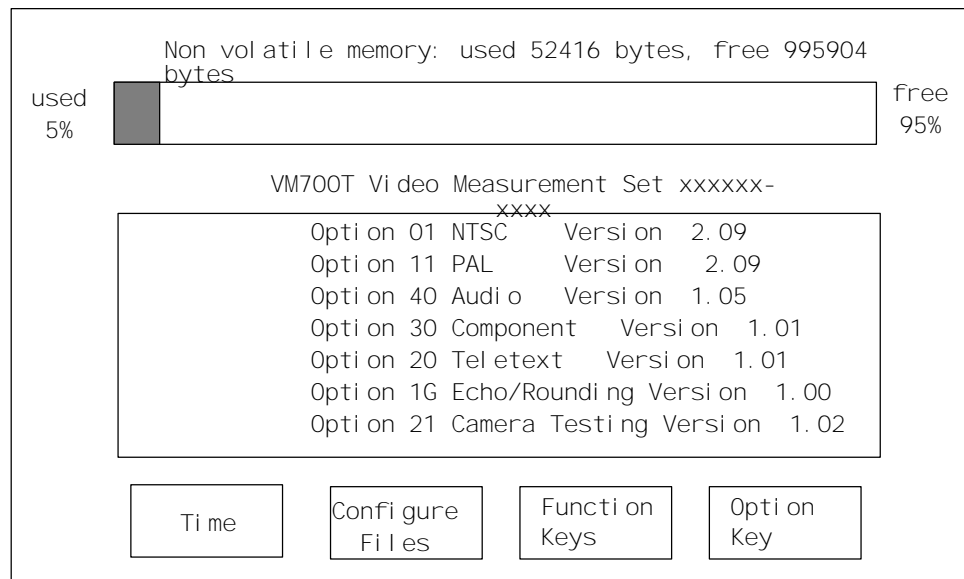 Non volatile memory: used 52416 bytes, free 995904
bytes
used
5%
free
95%
VM700T Video Measurement Set xxxxxx-
xxxx
Option 01 NTSC Version 2.09
Option 11 PAL Version 2.09
Option 40 Audio Version 1.05
Option 30 Component Version 1.01
Option 20 Teletext Version 1.01
Option 1G Echo/Rounding Version 1.00
Option 21 Camera Testing Version 1.02
Time
Configure
Files
Function
Keys
Option
Key